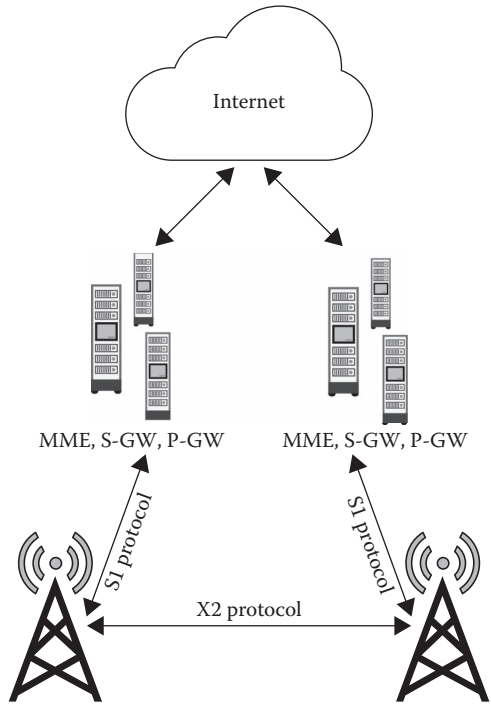 Internet
MME, S-GW, P-GW
MME, S-GW, P-GW
S1 protocol
S1 protocol
X2 protocol